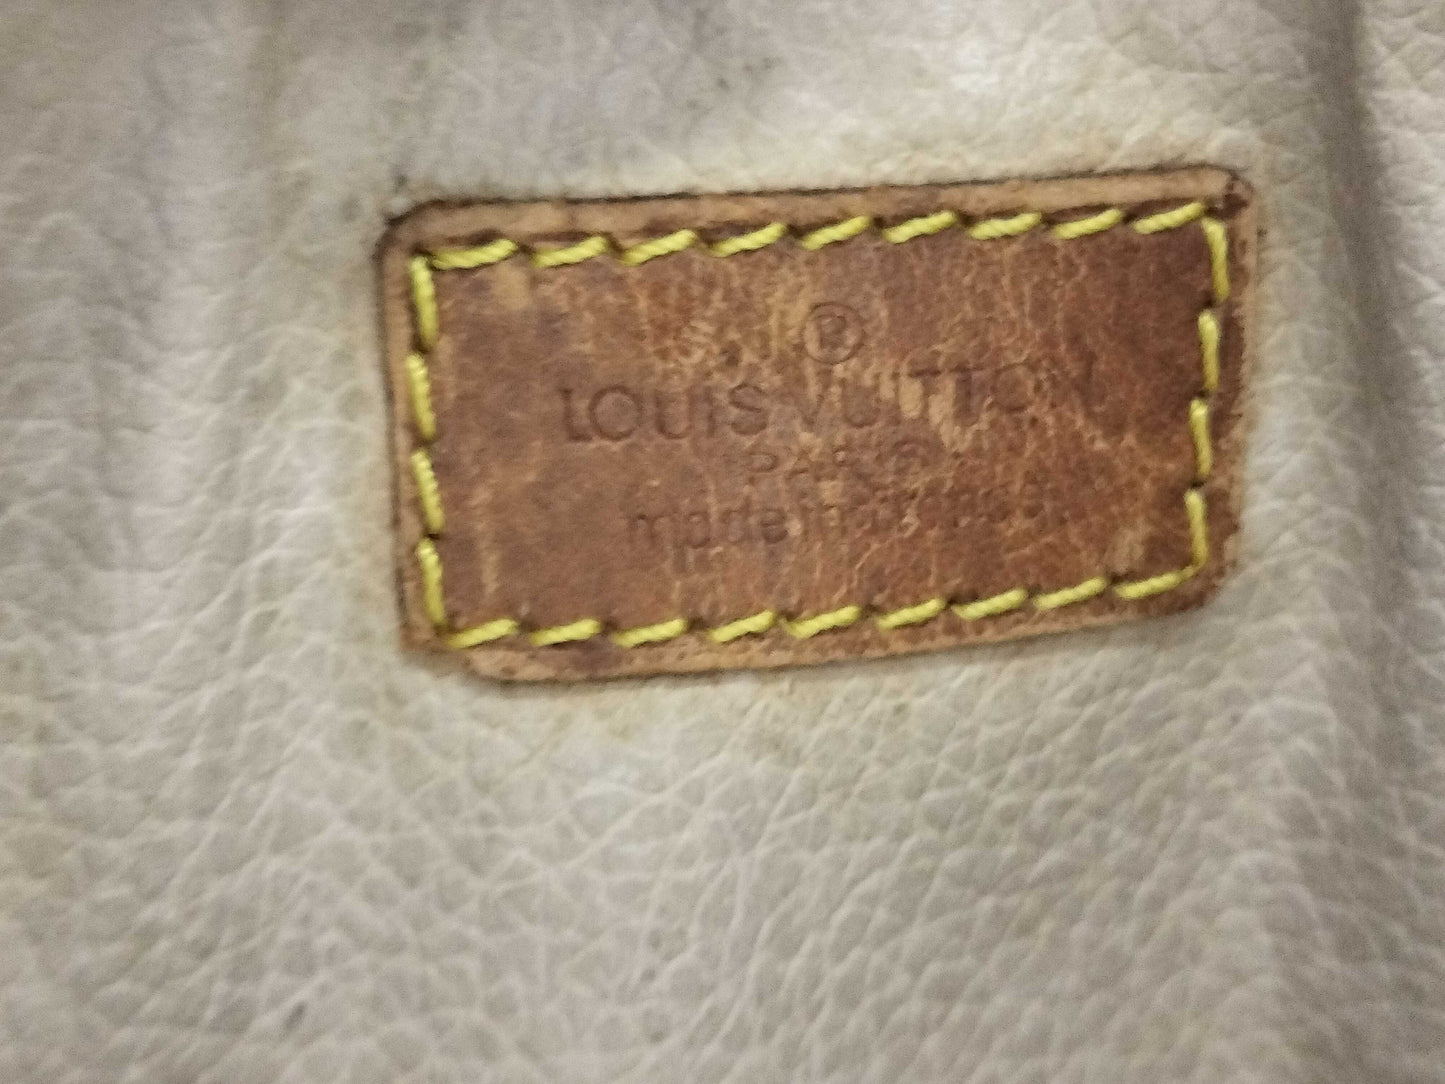 ®
LOUIS VUITTON
PARIS
made in